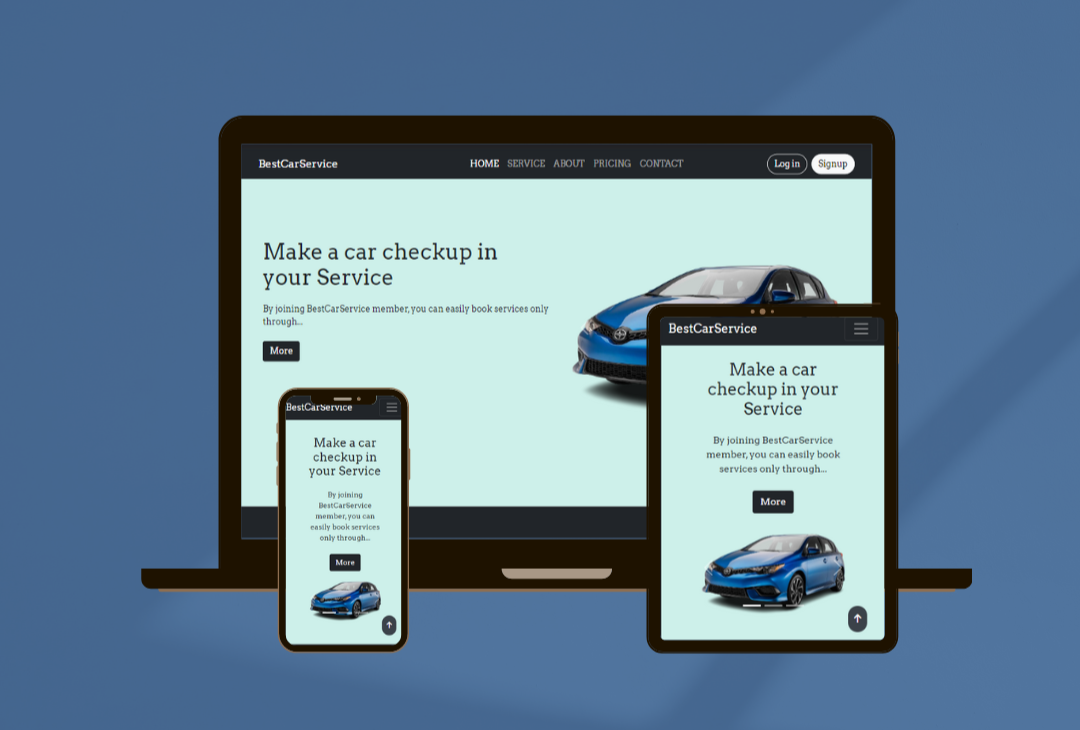 BestCarService
HOME SERVICE ABOUT PRICING CONTACT
Log in Signup
Make a car checkup in
your Service
By joining BestCarService member, you can easily book services only
through...
More
BestCarService
Make a car
checkup in
your Service
By joining
BestCarService
member, you can
easily book services
only through...
More
BestCarService
Make a car
checkup in your
Service
By joining BestCarService
member, you can easily book
services only through...
More